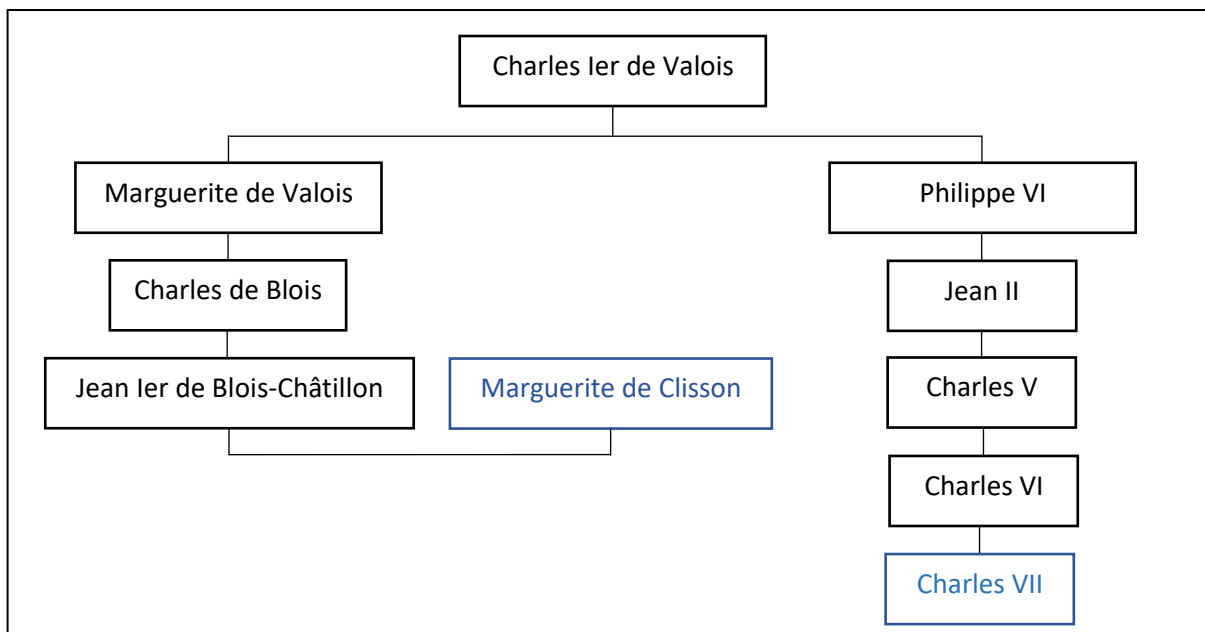 Charles Ier de Valois
Marguerite de Valois
Philippe VI
Charles de Blois
Jean II
Jean Ier de Blois-Châtillon
Marguerite de Clisson
Charles V
Charles VI
Charles VII